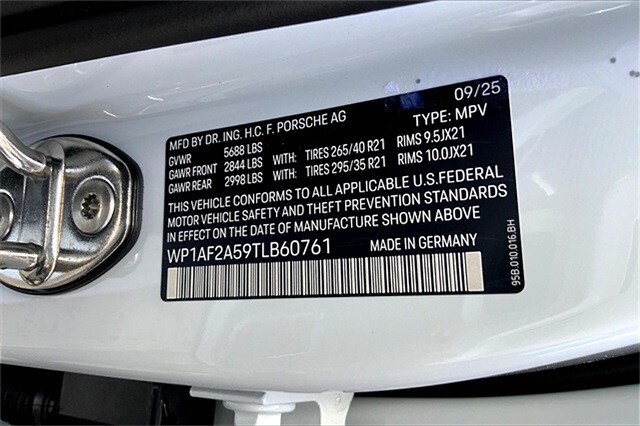 09/25
MFD BY DR. ING. H.C. F. PORSCHE AG TYPE: MPV
GVWR 5688 LBS
GAWR FRONT 2844 LBS WITH: TIRES 265/40 R21 RIMS 9.5JX21
GAWR REAR 2998 LBS WITH: TIRES 295/35 R21 RIMS 10.0JX21
THIS VEHICLE CONFORMS TO ALL APPLICABLE U.S.FEDERAL
MOTOR VEHICLE SAFETY AND THEFT PREVENTION STANDARDS
IN EFFECT ON THE DATE OF MANUFACTURE SHOWN ABOVE
WP1AF2A59TLB60761 MADE IN GERMANY
95B.010.016.BH